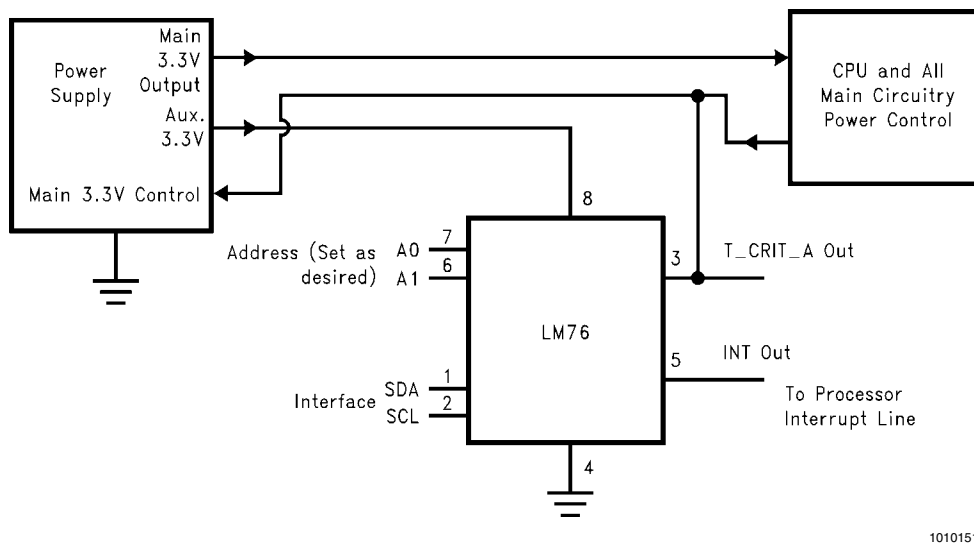 Power
Supply
Main
3.3V
Output
Aux.
3.3V
Main 3.3V Control
CPU and All
Main Circuitry
Power Control
8
Address (Set as
desired)
A0
7
A1
6
3
T_CRIT_A Out
LM76
5
INT Out
Interface
SDA
1
SCL
2
To Processor
Interrupt Line
4
1010151